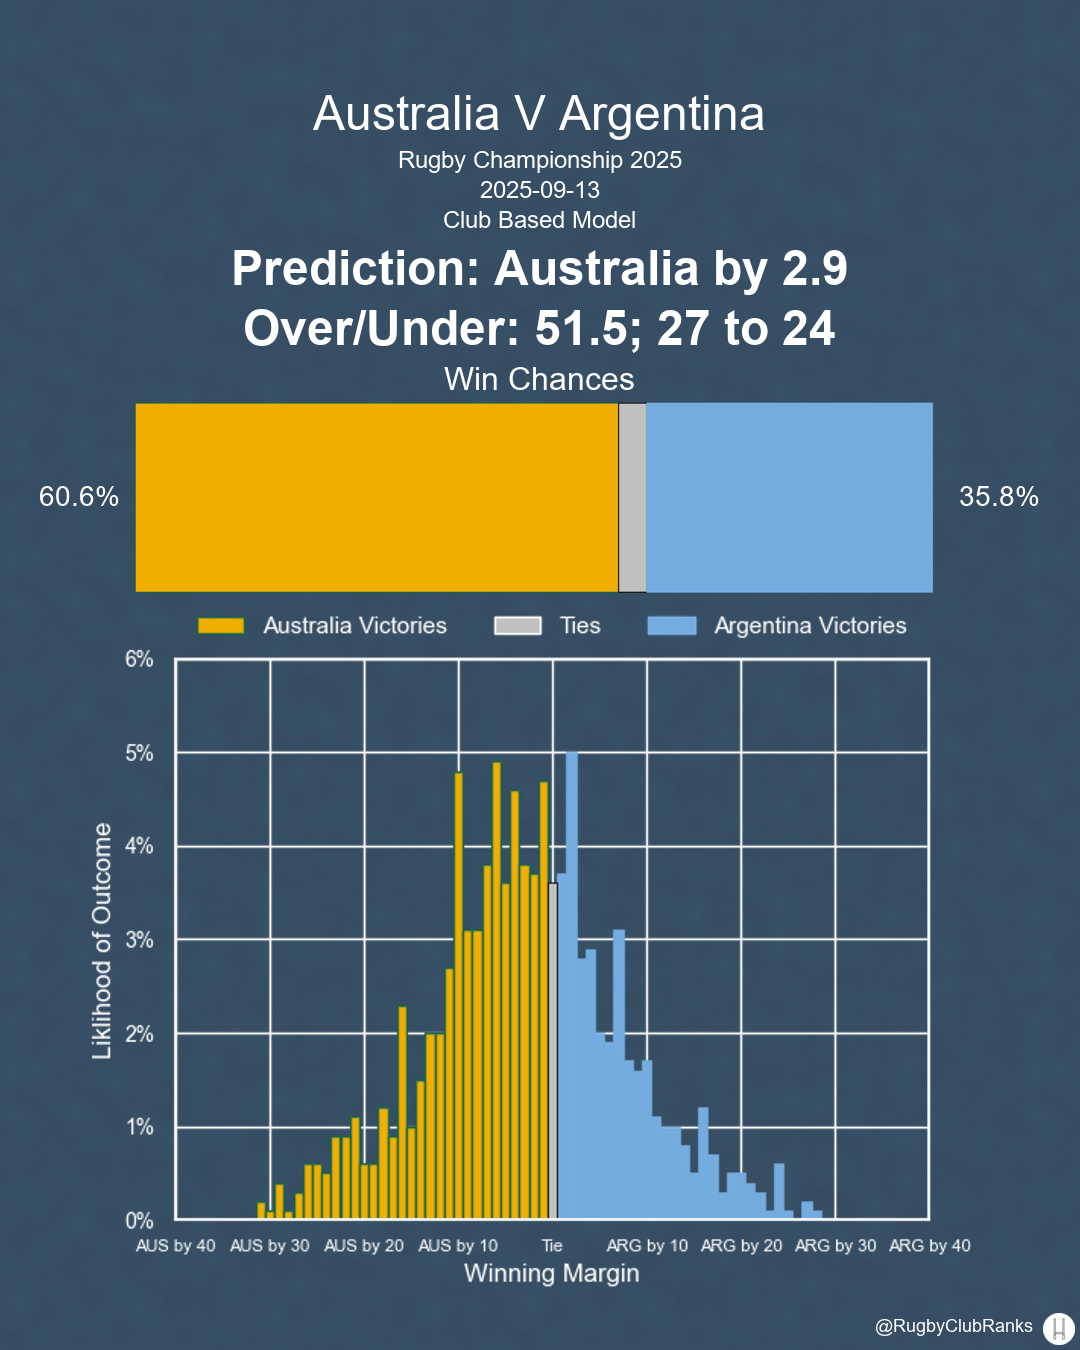 Australia V Argentina
Rugby Championship 2025
2025-09-13
Club Based Model
Prediction: Australia by 2.9
Over/Under: 51.5; 27 to 24
Win Chances
60.6%
35.8%
Australia Victories Ties Argentina Victories
6%
5%
4%
3%
2%
1%
0%
Liklihood of Outcome
AUS by 40 AUS by 30 AUS by 20 AUS by 10 Tie ARG by 10 ARG by 20 ARG by 30 ARG by 40
Winning Margin
@RugbyClubRanks